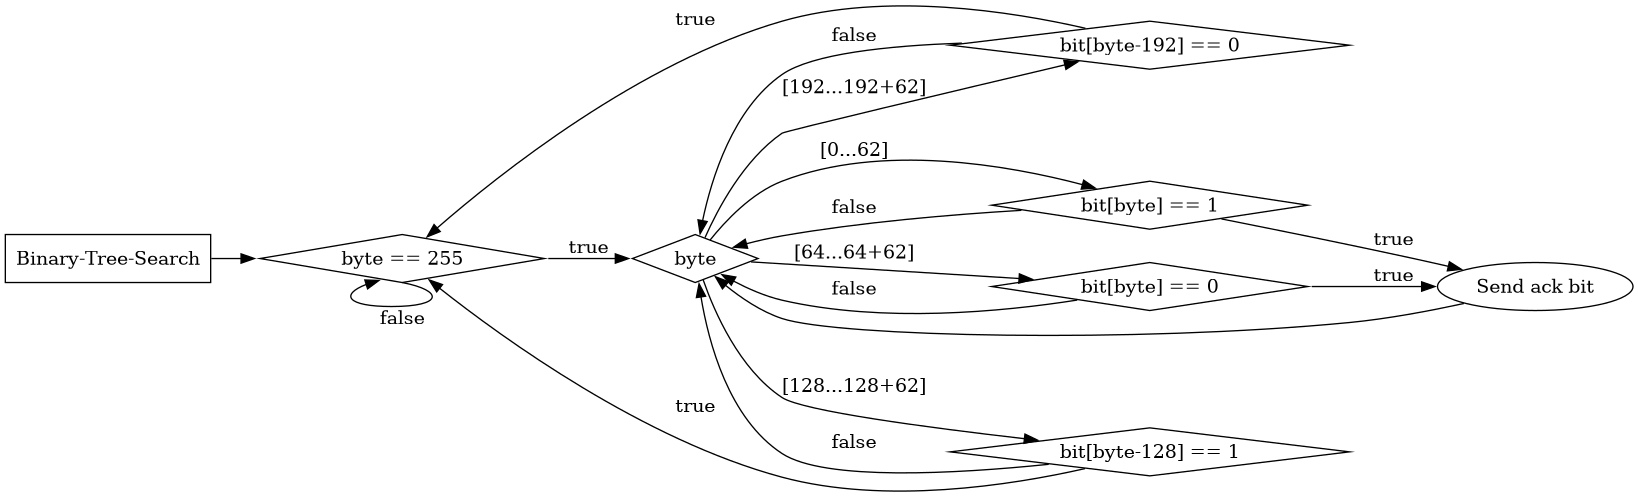 true
false
bit[byte-192] == 0
[192...192+62]
[0...62]
bit[byte] == 1
false
true
Binary-Tree-Search
byte == 255
true
byte
[64...64+62]
bit[byte] == 0
true
Send ack bit
false
false
[128...128+62]
true
false
bit[byte-128] == 1